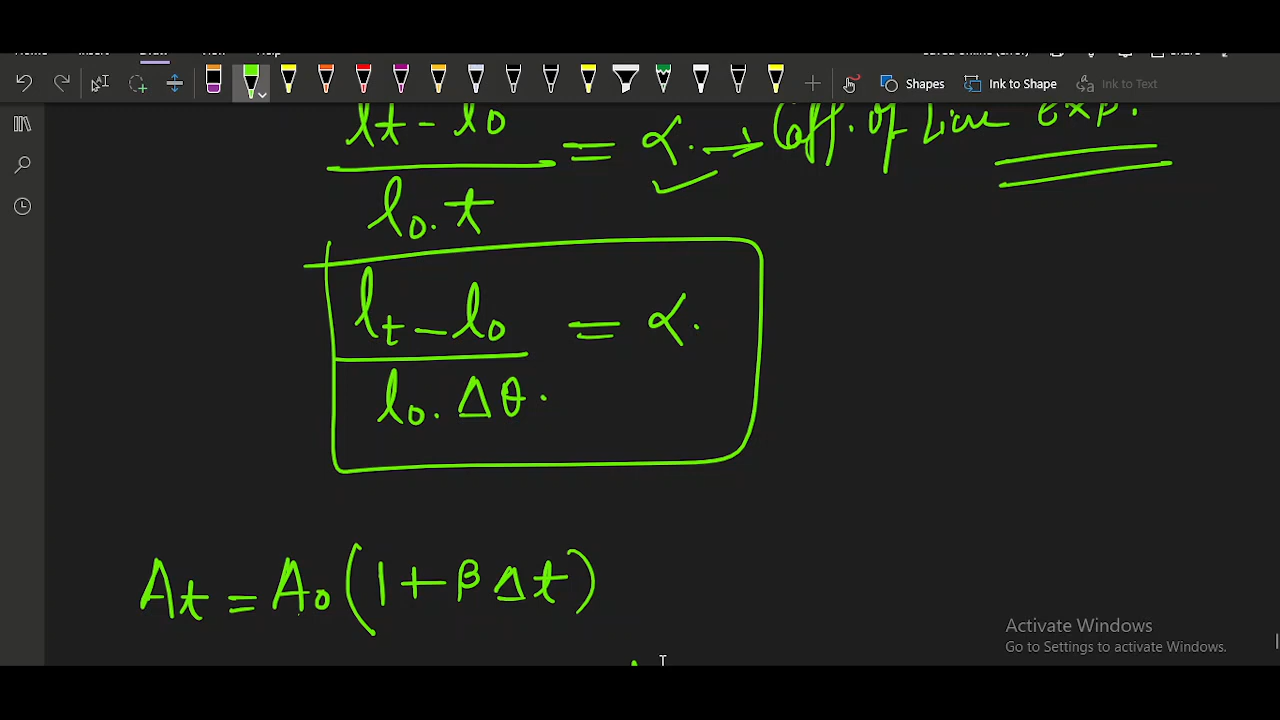 Shapes Ink to Shape Ink to Text
lt - l0 / l0. t = α. → Coff. of Line Exp.
lt - l0 / l0. Δθ. = α.
At = A0 (1 + β Δt)
Activate Windows
Go to Settings to activate Windows.